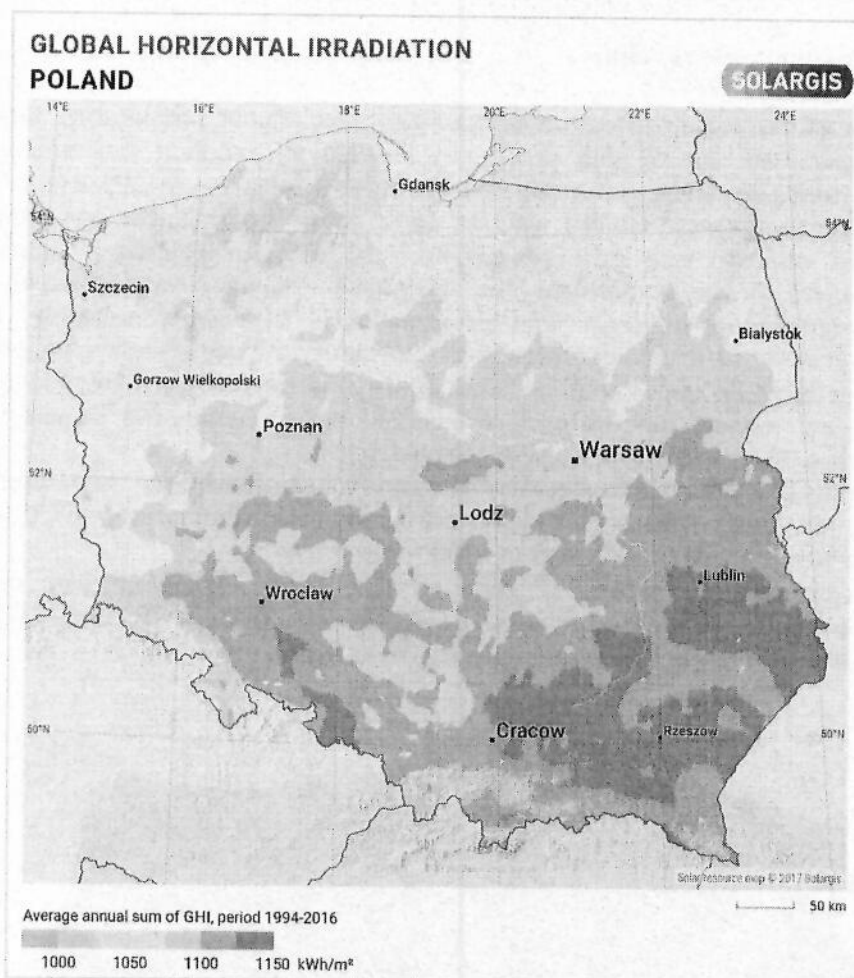 GLOBAL HORIZONTAL IRRADIATION
POLAND
SOLARGIS
14°E 16°E 18°E 20°E 22°E 24°E
Gdansk
54°N 54°N
Szczecin
Bialystok
Gorzow Wielkopolski
Poznan
Warsaw
52°N 52°N
Lodz
Lublin
Wroclaw
50°N Cracow Rzeszow 50°N
Solar resource map © 2017 Solargis
Average annual sum of GHI, period 1994-2016
50 km
1000 1050 1100 1150 kWh/m²